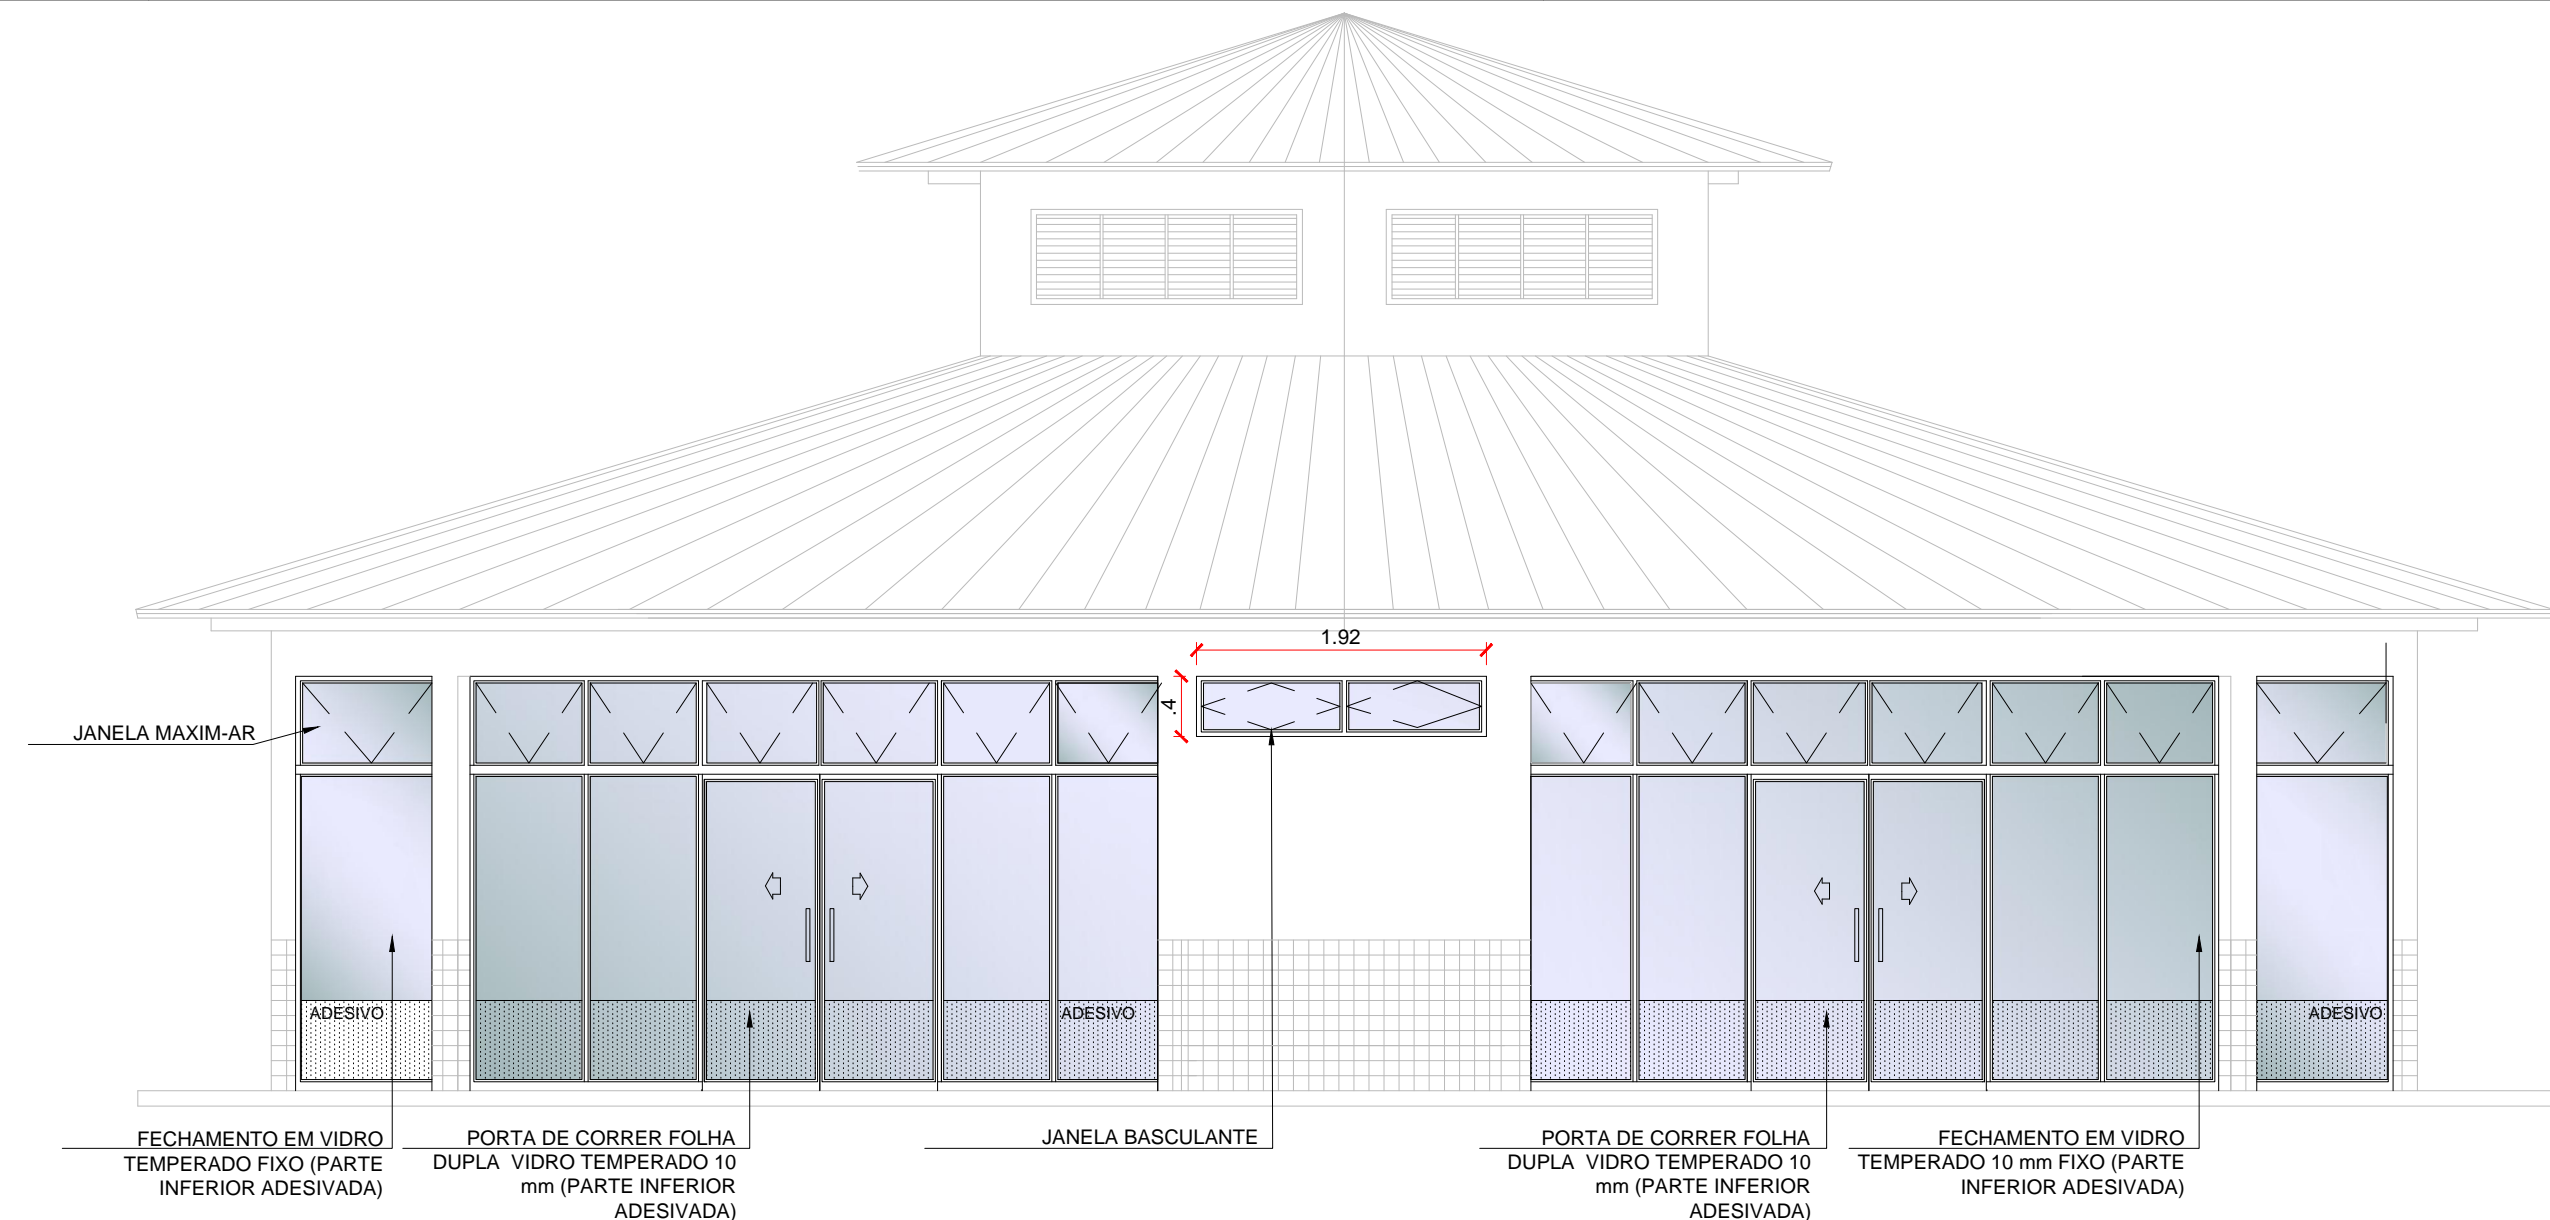 1.92
.4
JANELA MAXIM-AR
ADESIVO
ADESIVO
ADESIVO
FECHAMENTO EM VIDRO
TEMPERADO FIXO (PARTE
INFERIOR ADESIVADA)
PORTA DE CORRER FOLHA
DUPLA VIDRO TEMPERADO 10
mm (PARTE INFERIOR
ADESIVADA)
JANELA BASCULANTE
PORTA DE CORRER FOLHA
DUPLA VIDRO TEMPERADO 10
mm (PARTE INFERIOR
ADESIVADA)
FECHAMENTO EM VIDRO
TEMPERADO 10 mm FIXO (PARTE
INFERIOR ADESIVADA)